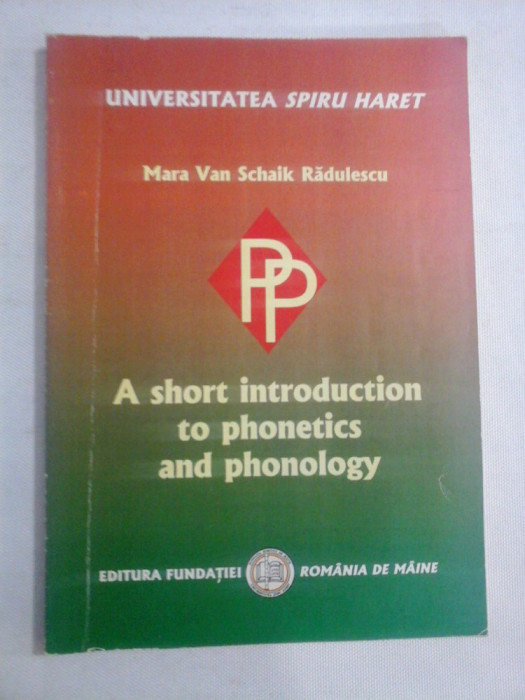 UNIVERSITATEA SPIRU HARET
Mara Van Schaik Rădulescu
PP
A short introduction
to phonetics
and phonology
EDITURA FUNDAȚIEI ROMÂNIA DE MÂINE